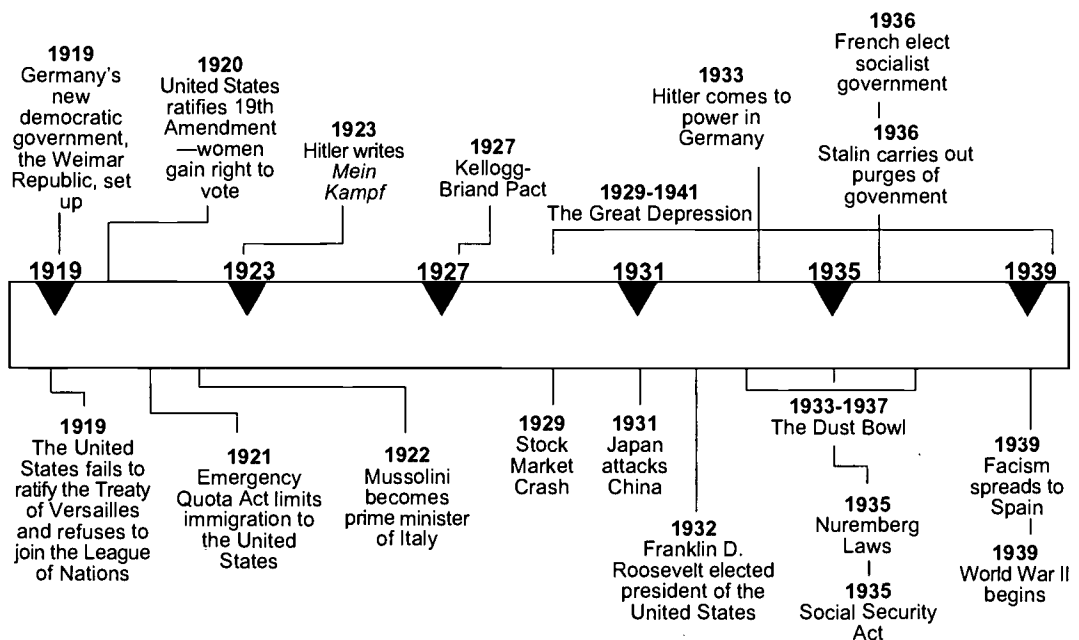 1919
Germany's
new
democratic
government,
the Weimar
Republic, set
up
1920
United States
ratifies 19th
Amendment
—women
gain right to
vote
1923
Hitler writes
Mein
Kampf
1927
Kellogg-
Briand Pact
1929-1941
The Great Depression
1933
Hitler comes to
power in
Germany
1936
French elect
socialist
government
1936
Stalin carries out
purges of
govenment
1919
1923
1927
1931
1935
1939
1919
The United
States fails to
ratify the Treaty
of Versailles
and refuses to
join the League
of Nations
1921
Emergency
Quota Act limits
immigration to
the United
States
1922
Mussolini
becomes
prime minister
of Italy
1929
Stock
Market
Crash
1931
Japan
attacks
China
1932
Franklin D.
Roosevelt elected
president of the
United States
1933-1937
The Dust Bowl
1935
Nuremberg
Laws
1935
Social Security
Act
1939
Facism
spreads to
Spain
1939
World War II
begins